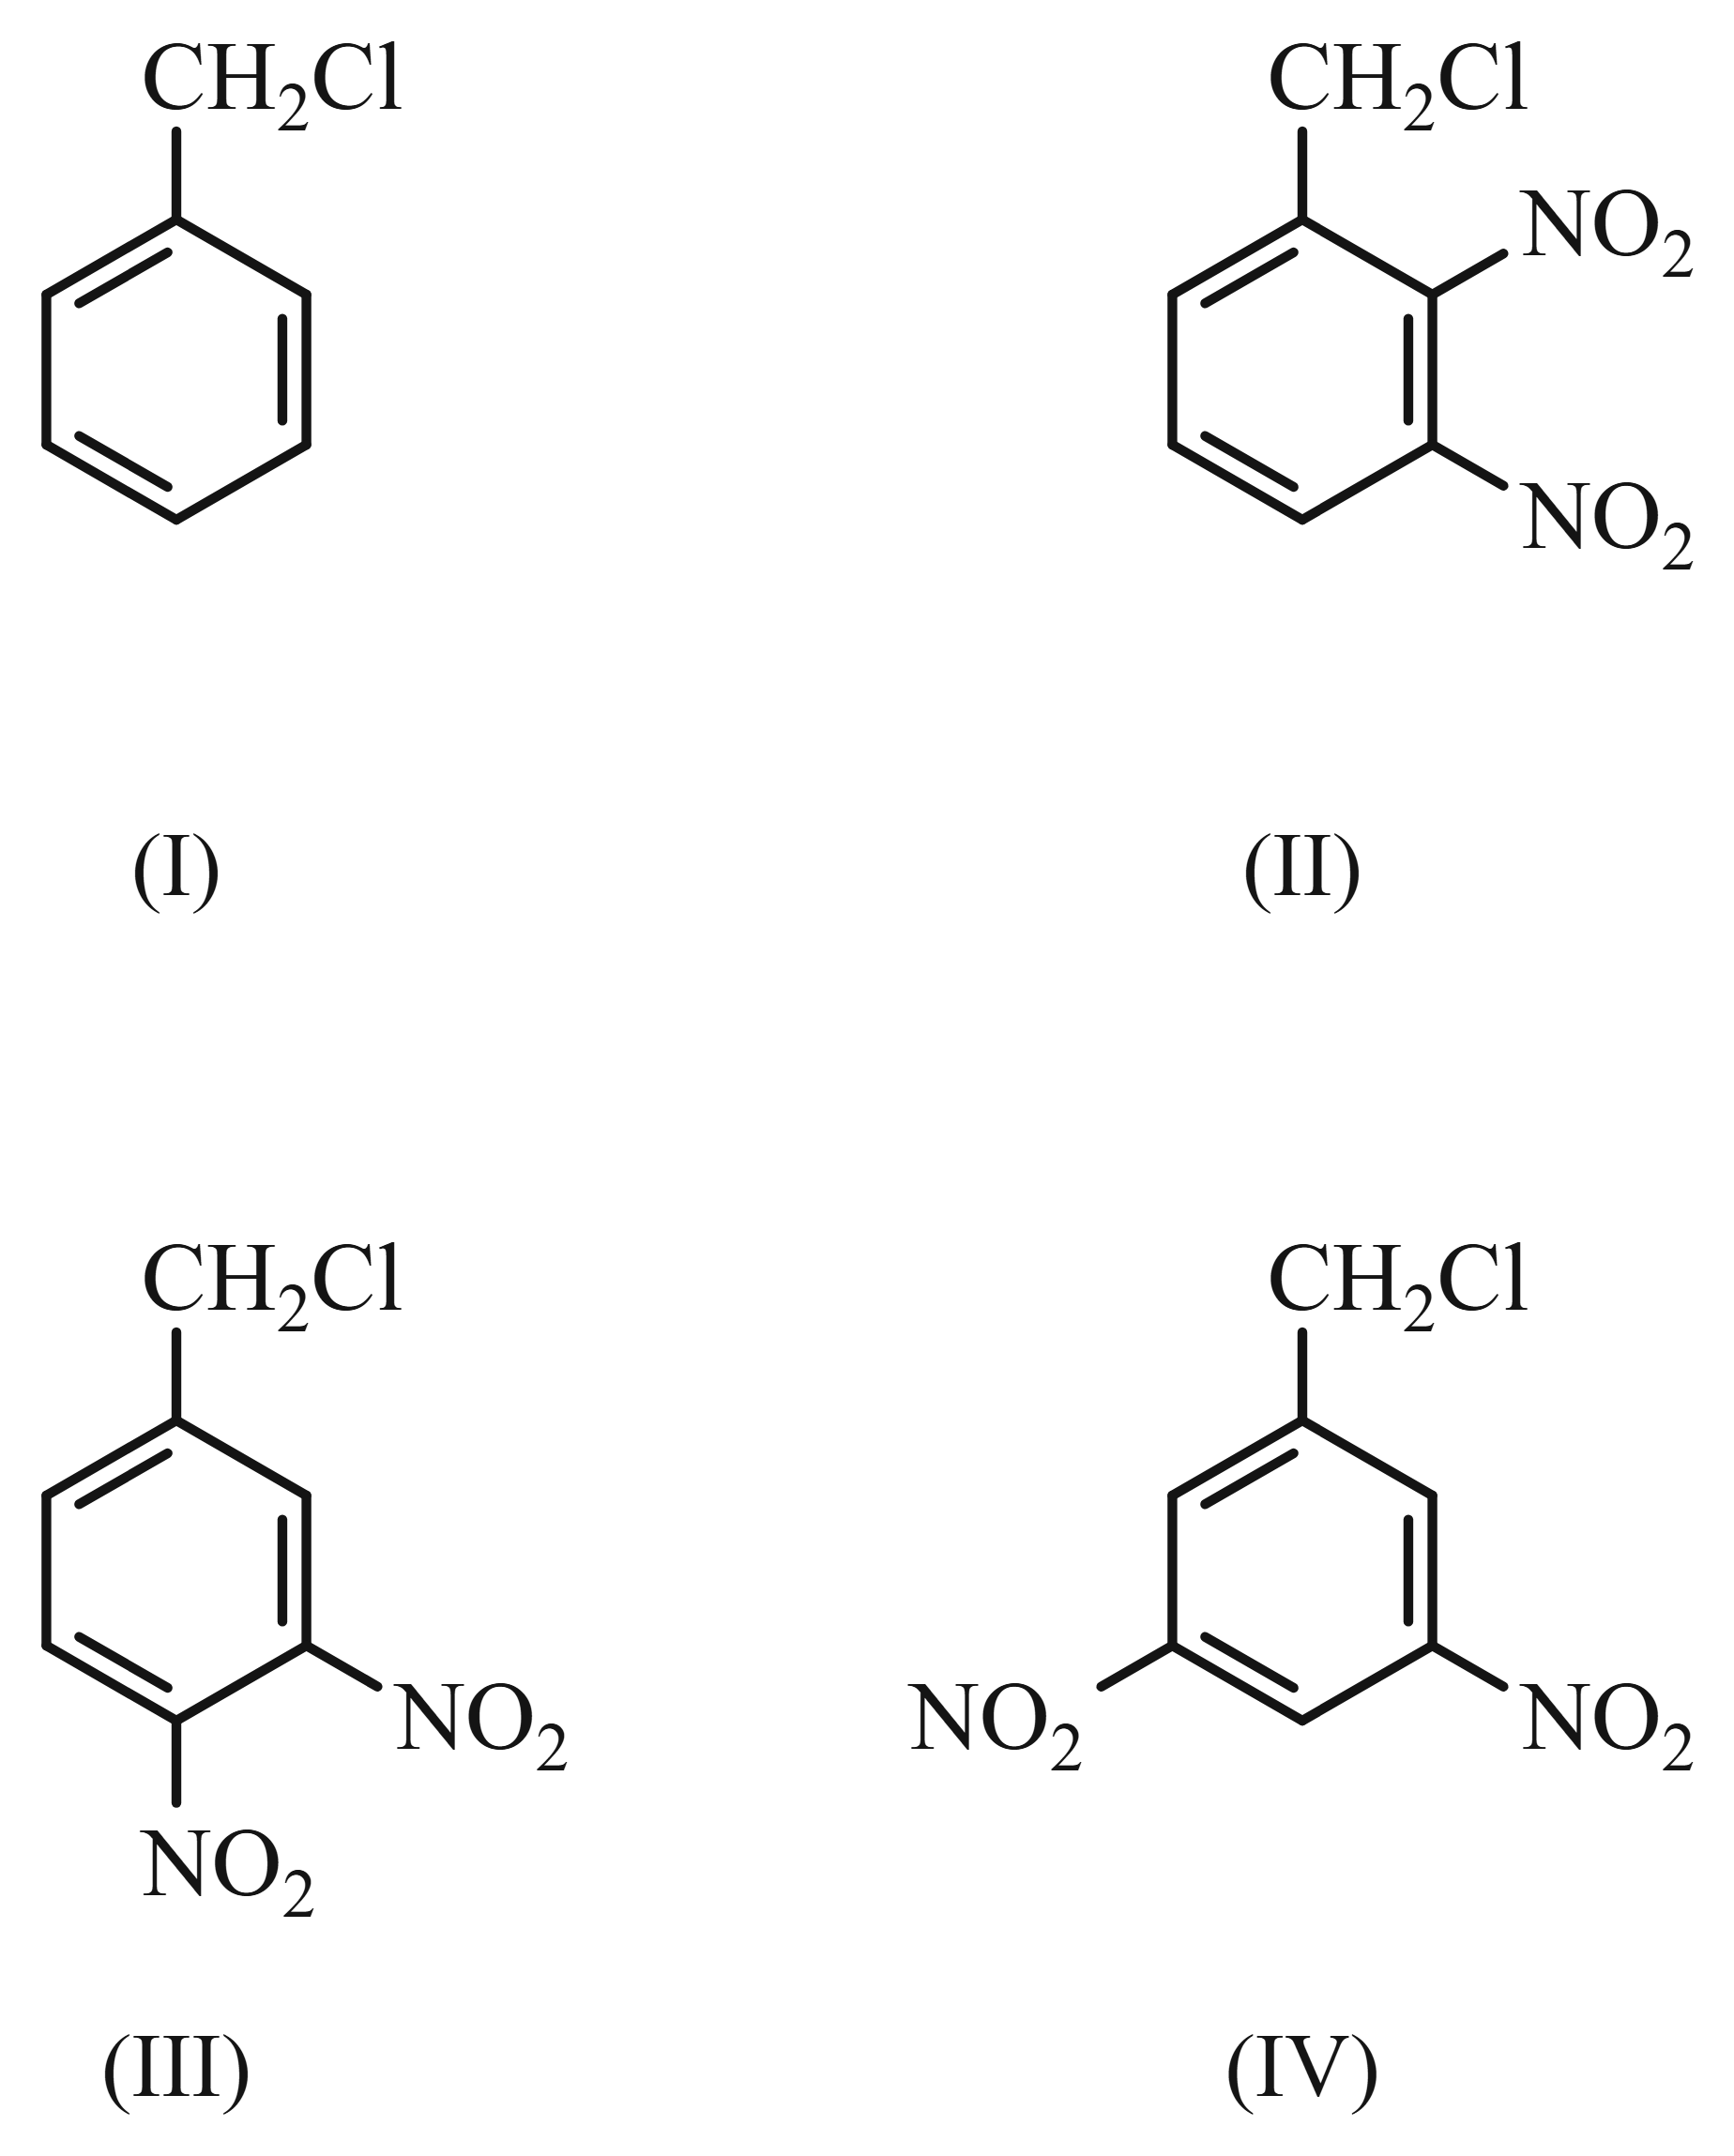 CH₂Cl
CH₂Cl
NO₂
NO₂
(I)
(II)
CH₂Cl
CH₂Cl
NO₂
NO₂
NO₂
NO₂
(III)
(IV)